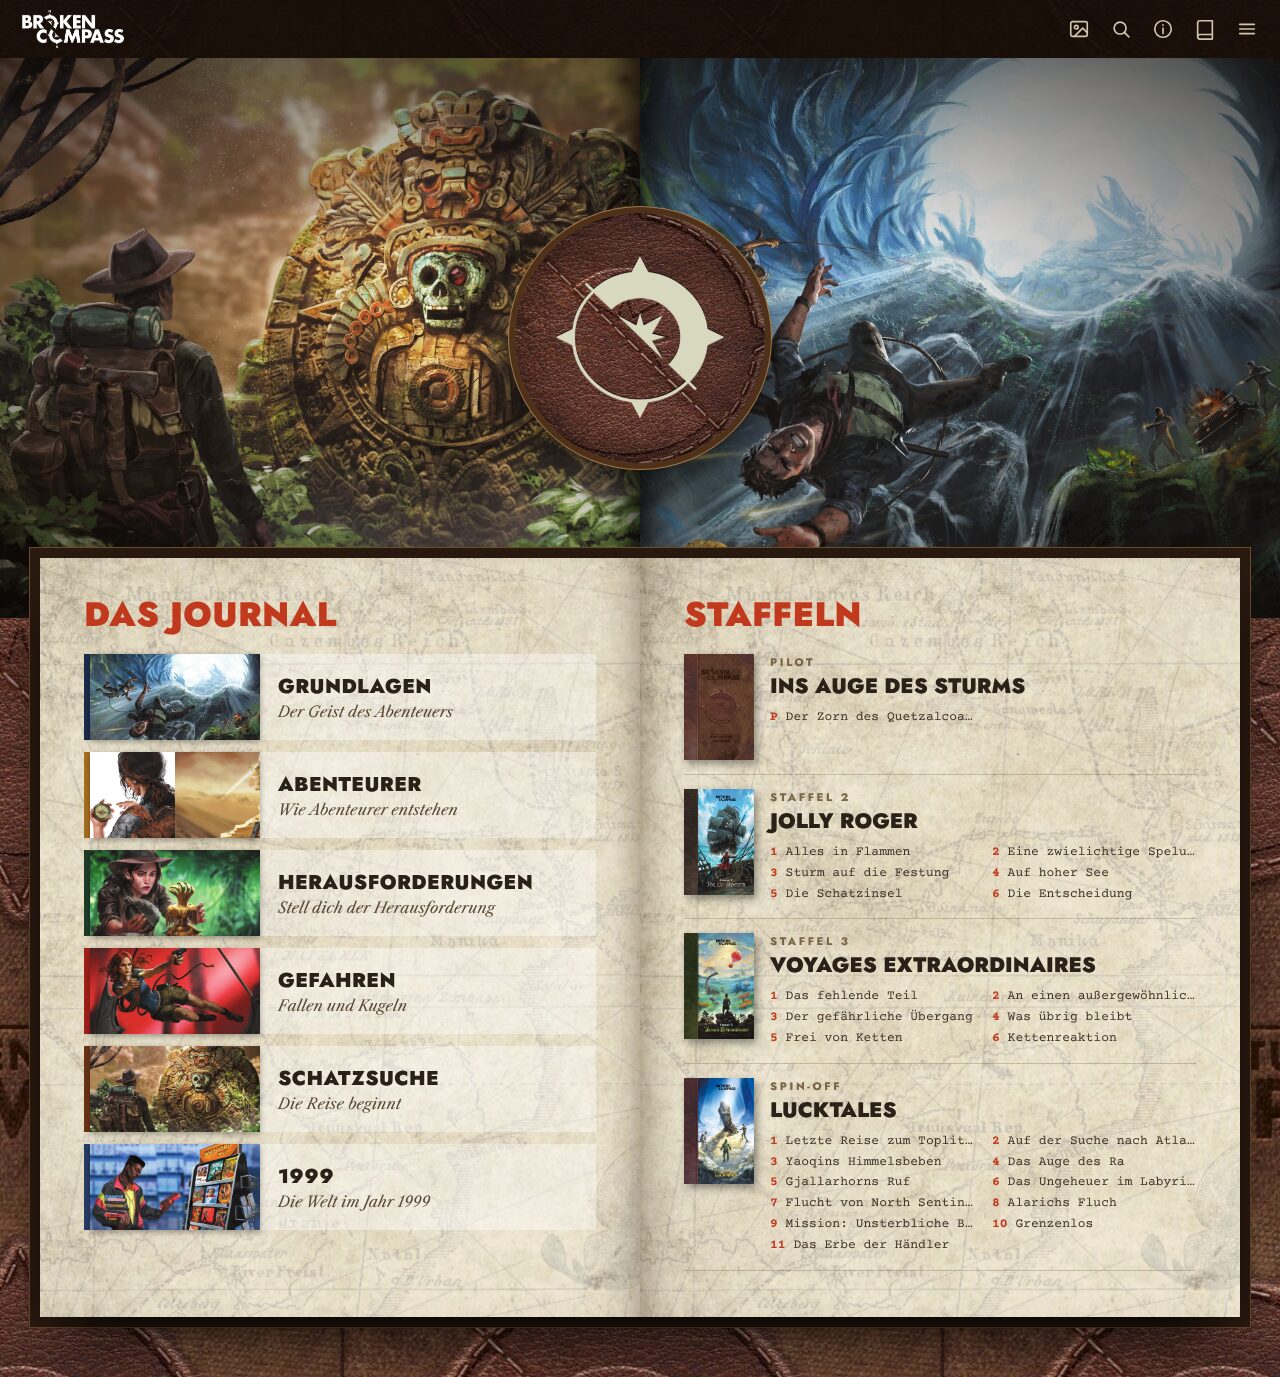 BROKEN
COMPASS
DAS JOURNAL
GRUNDLAGEN
Der Geist des Abenteuers
ABENTEURER
Wie Abenteurer entstehen
HERAUSFORDERUNGEN
Stell dich der Herausforderung
GEFAHREN
Fallen und Kugeln
SCHATZSUCHE
Die Reise beginnt
1999
Die Welt im Jahr 1999
STAFFELN
PILOT
INS AUGE DES STURMS
P Der Zorn des Quetzalcoa…
STAFFEL 2
JOLLY ROGER
1 Alles in Flammen
2 Eine zwielichtige Spelu…
3 Sturm auf die Festung
4 Auf hoher See
5 Die Schatzinsel
6 Die Entscheidung
STAFFEL 3
VOYAGES EXTRAORDINAIRES
1 Das fehlende Teil
2 An einen außergewöhnlic…
3 Der gefährliche Übergang
4 Was übrig bleibt
5 Frei von Ketten
6 Kettenreaktion
SPIN-OFF
LUCKTALES
1 Letzte Reise zum Toplit…
2 Auf der Suche nach Atla…
3 Yaoqins Himmelsbeben
4 Das Auge des Ra
5 Gjallarhorns Ruf
6 Das Ungeheuer im Labyri…
7 Flucht von North Sentin…
8 Alarichs Fluch
9 Mission: Unsterbliche B…
10 Grenzenlos
11 Das Erbe der Händler